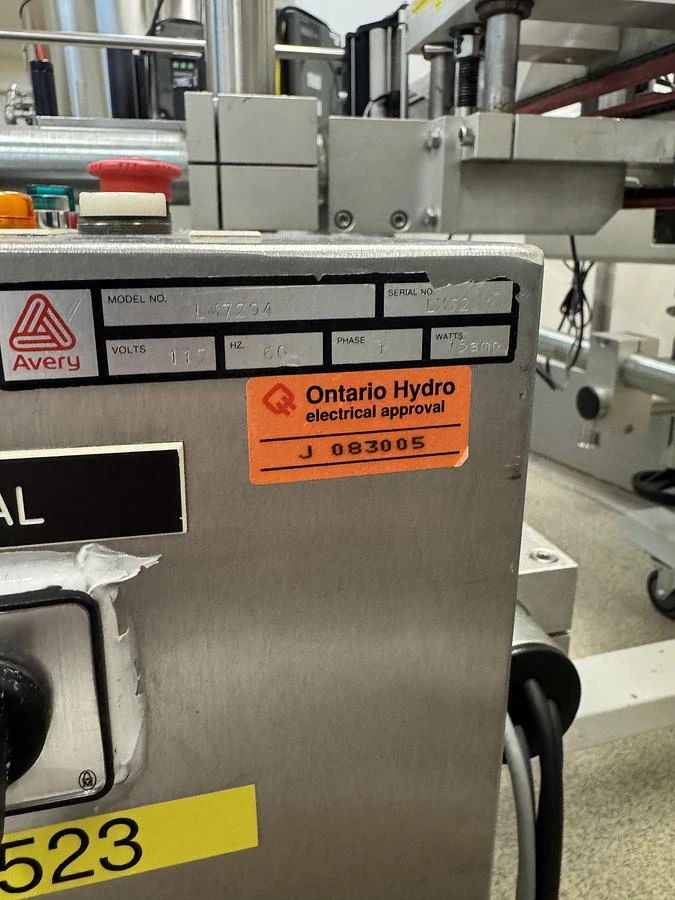 MODEL NO. LM7294
SERIAL NO.
Avery
VOLTS 115 HZ. 60 PHASE 1 WATTS 15amp
Ontario Hydro
electrical approval
J 083005
AL
523